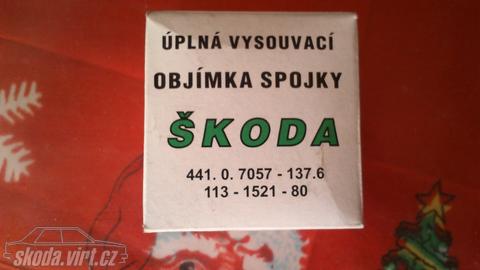 ÚPLNÁ VYSOUVACÍ
OBJÍMKA SPOJKY
ŠKODA
441. 0. 7057 - 137.6
113 - 1521 - 80
skoda.virt.cz